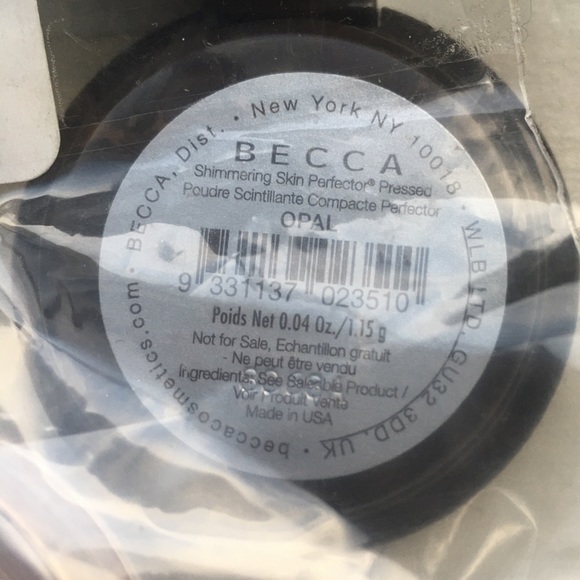 BECCA, Dist. • New York NY 10018 • WLB LTD, GU32 3DD, UK • beccacosmetics.com •
BECCA
Shimmering Skin Perfector® Pressed
Poudre Scintillante Compacte Perfector
OPAL
9 331137 023510
Poids Net 0.04 Oz./1.15 g
Not for Sale, Echantillon gratuit
- Ne peut être vendu
Ingredients: See Saleable Product /
Voir Produit Vente
Made in USA